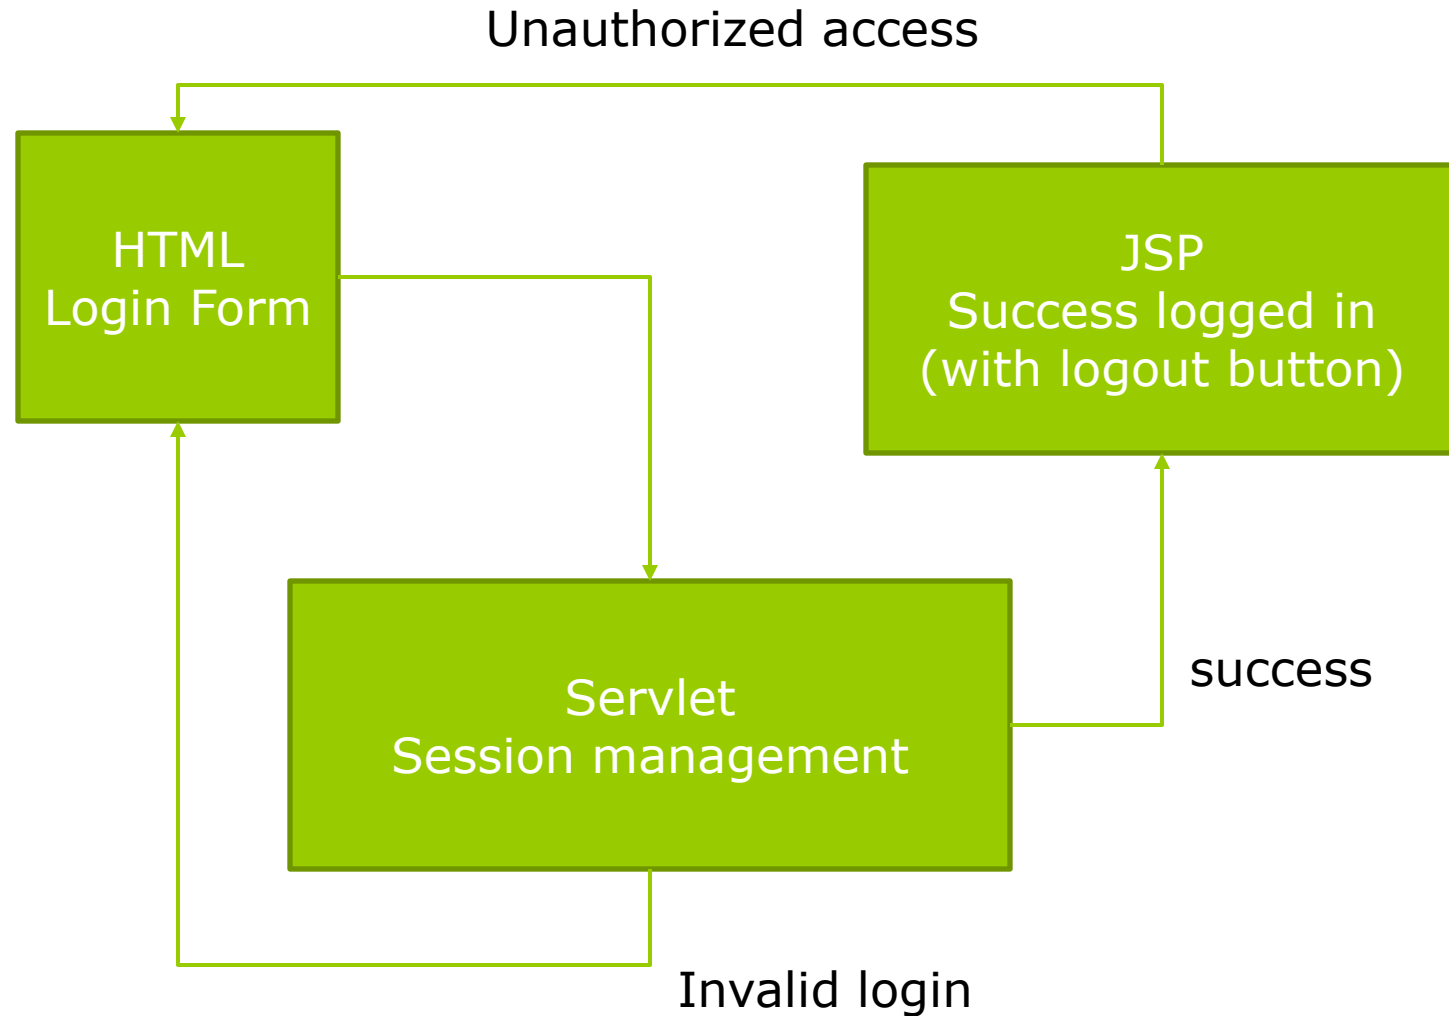 Unauthorized access
HTML
Login Form
JSP
Success logged in
(with logout button)
Servlet
Session management
success
Invalid login